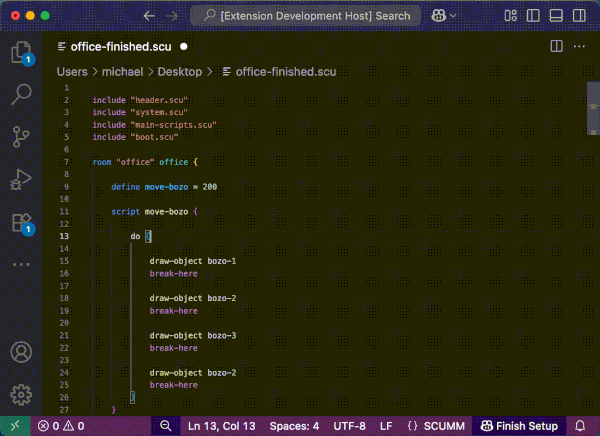 [Extension Development Host] Search
office-finished.scu
Users > michael > Desktop > office-finished.scu
1
2 include "header.scu"
3 include "system.scu"
4 include "main-scripts.scu"
5 include "boot.scu"
6
7 room "office" office {
8
9 define move-bozo = 200
10
11 script move-bozo {
12
13 do {
14
15 draw-object bozo-1
16 break-here
17
18 draw-object bozo-2
19 break-here
20
21 draw-object bozo-3
22 break-here
23
24 draw-object bozo-2
25 break-here
26 }
27 }
1
1
0 0 Ln 13, Col 13 Spaces: 4 UTF-8 LF {} SCUMM Finish Setup